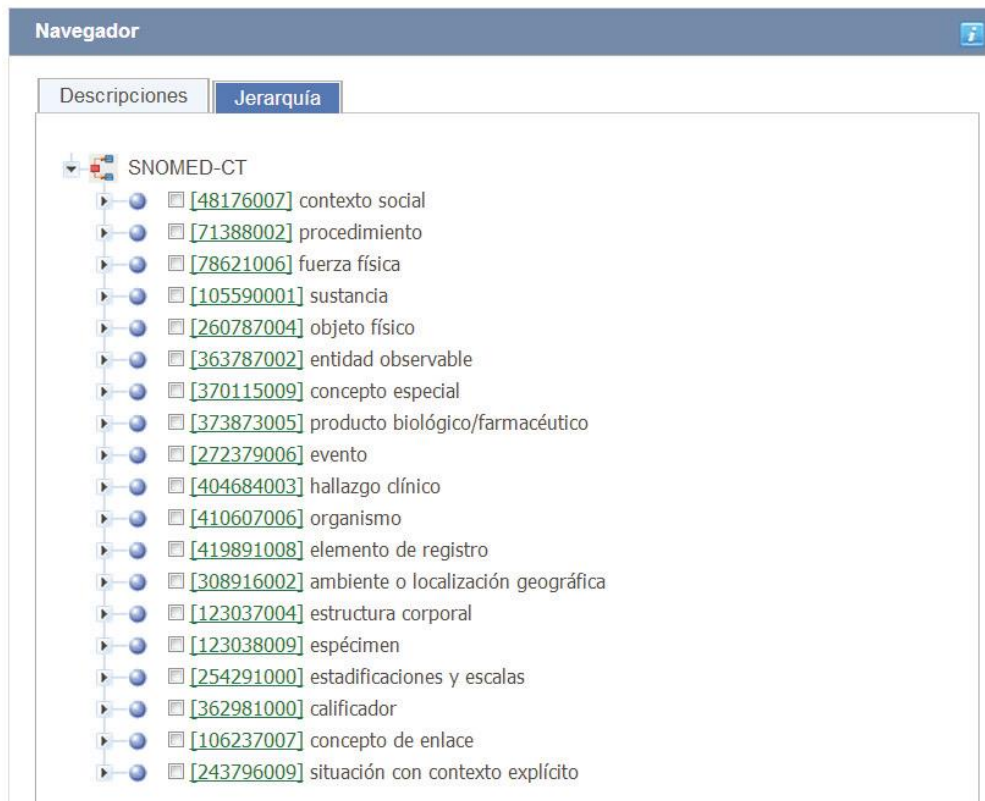 Navegador
Descripciones
Jerarquía
SNOMED-CT
[48176007] contexto social
[71388002] procedimiento
[78621006] fuerza física
[105590001] sustancia
[260787004] objeto físico
[363787002] entidad observable
[370115009] concepto especial
[373873005] producto biológico/farmacéutico
[272379006] evento
[404684003] hallazgo clínico
[410607006] organismo
[419891008] elemento de registro
[308916002] ambiente o localización geográfica
[123037004] estructura corporal
[123038009] espécimen
[254291000] estadificaciones y escalas
[362981000] calificador
[106237007] concepto de enlace
[243796009] situación con contexto explícito